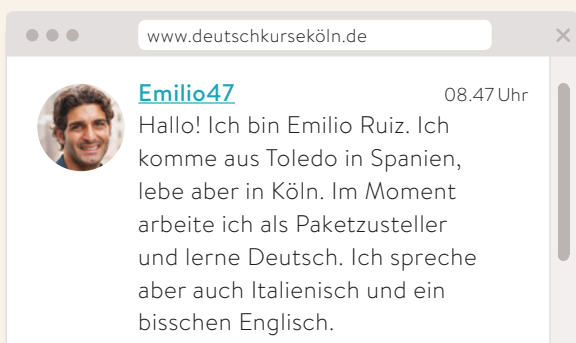 www.deutschkurseköln.de
Emilio47 08.47 Uhr
Hallo! Ich bin Emilio Ruiz. Ich
komme aus Toledo in Spanien,
lebe aber in Köln. Im Moment
arbeite ich als Paketzusteller
und lerne Deutsch. Ich spreche
aber auch Italienisch und ein
bisschen Englisch.